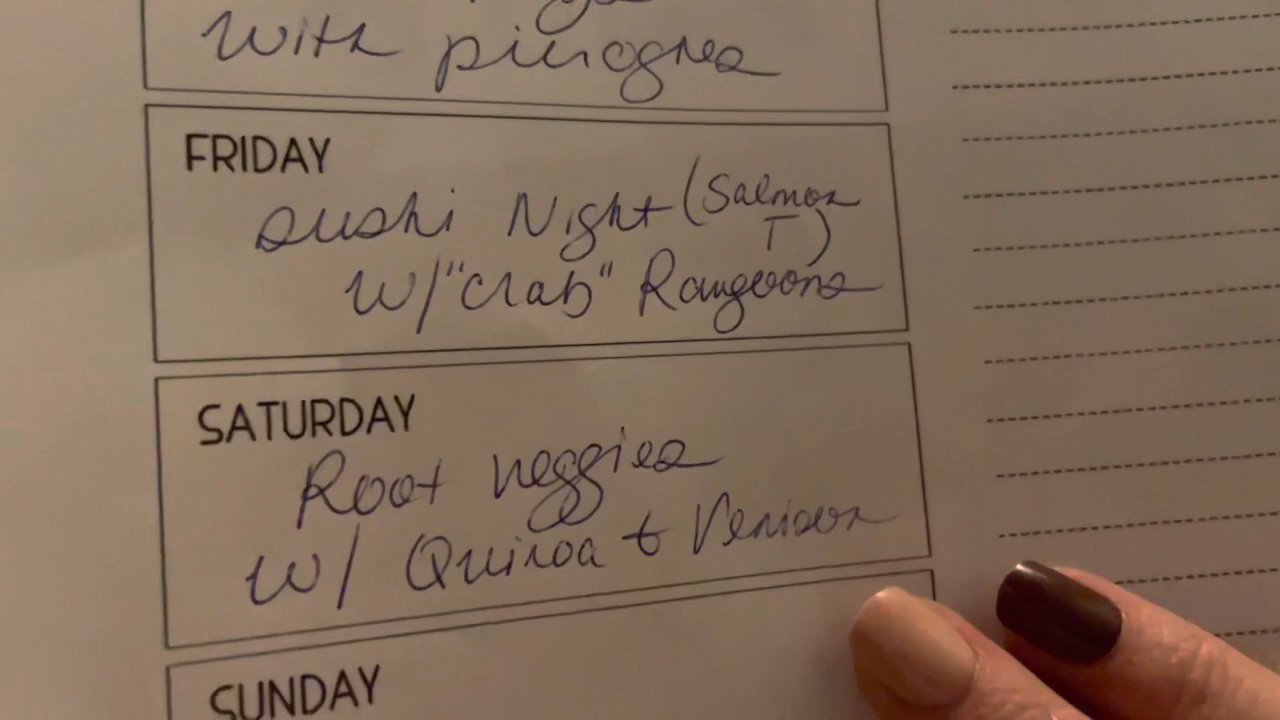 with pierogies
FRIDAY
sushi Night (Salmon
T)
w/ "crab" Rangoons
SATURDAY
Root veggies
w/ Quinoa + Venison
SUNDAY